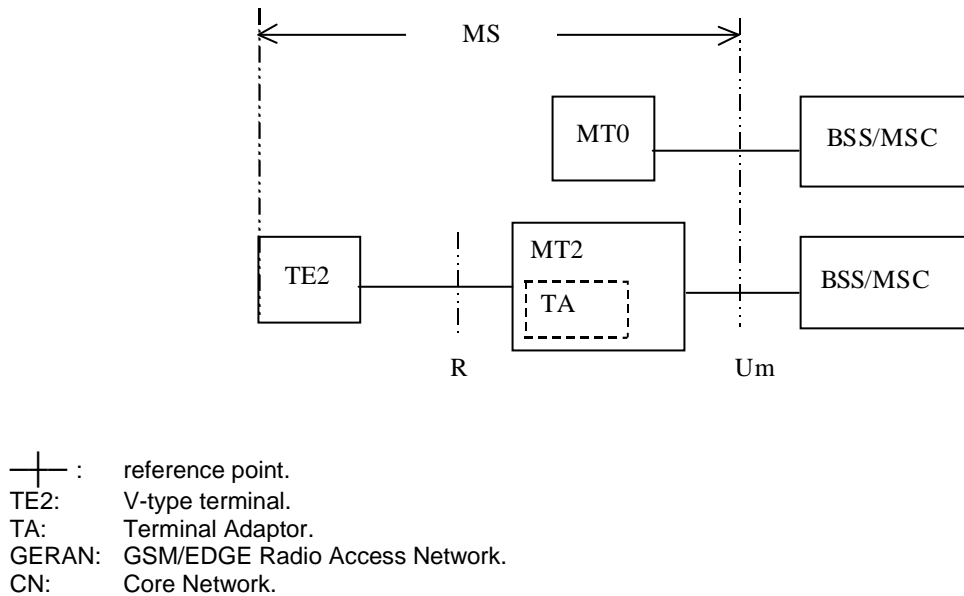 MS
MT0
BSS/MSC
MT2
TE2
TA
BSS/MSC
R
Um
: reference point.
TE2: V-type terminal.
TA: Terminal Adaptor.
GERAN: GSM/EDGE Radio Access Network.
CN: Core Network.